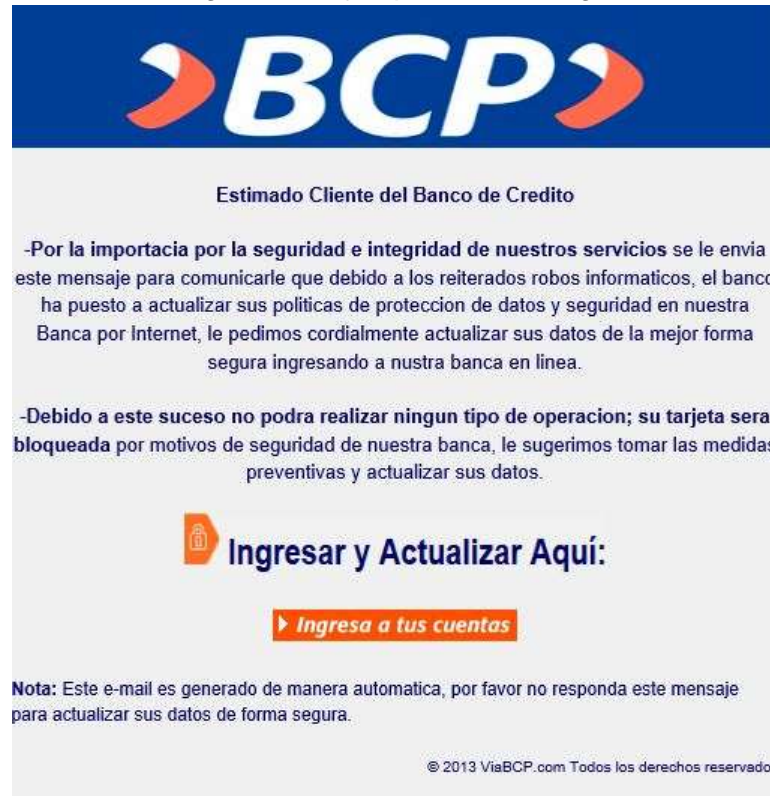 BCP
Estimado Cliente del Banco de Credito
-Por la importacia por la seguridad e integridad de nuestros servicios se le envia
este mensaje para comunicarle que debido a los reiterados robos informaticos, el banco
ha puesto a actualizar sus politicas de proteccion de datos y seguridad en nuestra
Banca por Internet, le pedimos cordialmente actualizar sus datos de la mejor forma
segura ingresando a nustra banca en linea.
-Debido a este suceso no podra realizar ningun tipo de operacion; su tarjeta sera
bloqueada por motivos de seguridad de nuestra banca, le sugerimos tomar las medidas
preventivas y actualizar sus datos.
Ingresar y Actualizar Aquí:
Ingresa a tus cuentas
Nota: Este e-mail es generado de manera automatica, por favor no responda este mensaje
para actualizar sus datos de forma segura.
© 2013 ViaBCP.com Todos los derechos reservado